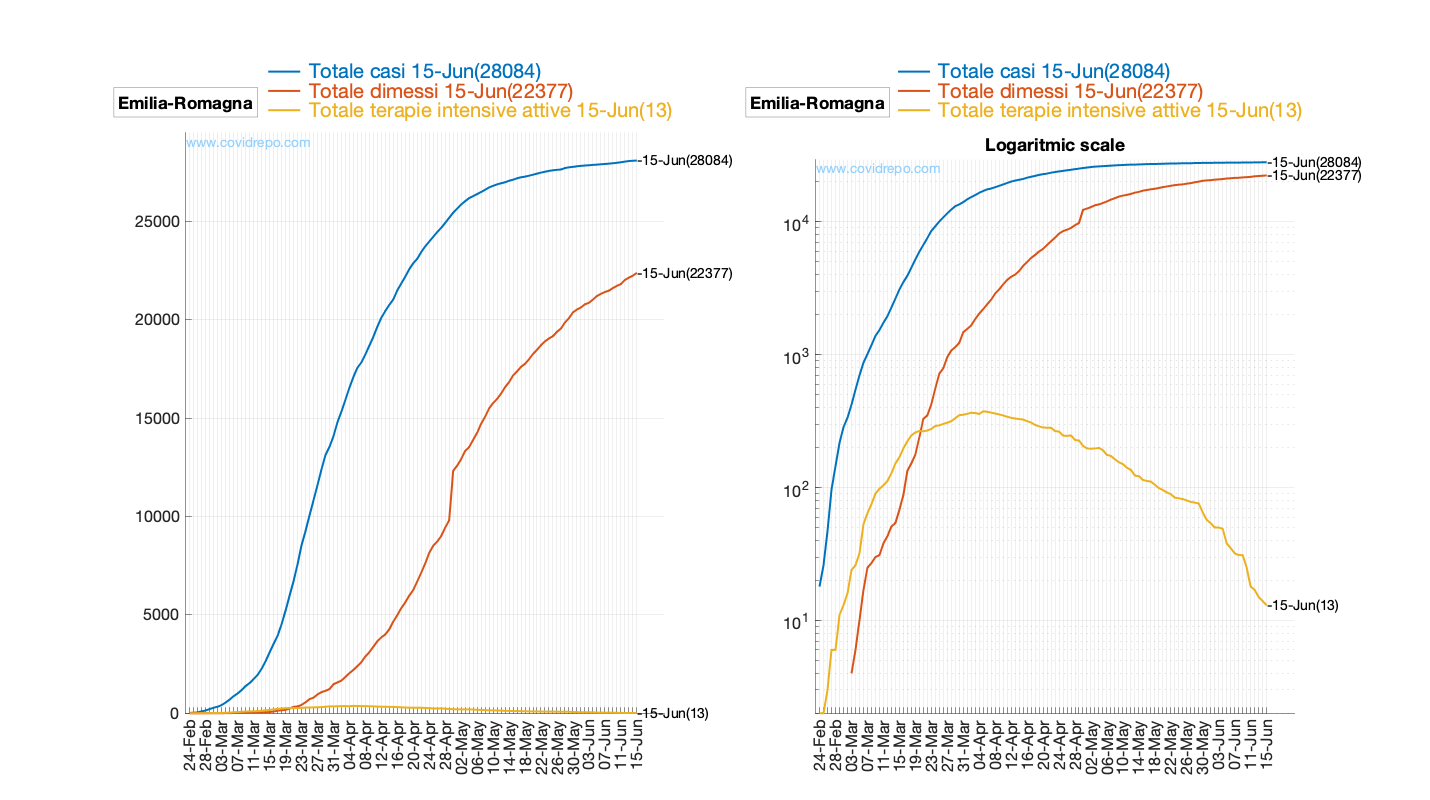 Emilia-Romagna
Totale casi 15-Jun(28084)
Totale dimessi 15-Jun(22377)
Totale terapie intensive attive 15-Jun(13)
www.covidrepo.com
25000
20000
15000
10000
5000
0
-15-Jun(28084)
-15-Jun(22377)
-15-Jun(13)
24-Feb 28-Feb 03-Mar 07-Mar 11-Mar 15-Mar 19-Mar 23-Mar 27-Mar 31-Mar 04-Apr 08-Apr 12-Apr 16-Apr 20-Apr 24-Apr 28-Apr 02-May 06-May 10-May 14-May 18-May 22-May 26-May 30-May 03-Jun 07-Jun 11-Jun 15-Jun
Emilia-Romagna
Totale casi 15-Jun(28084)
Totale dimessi 15-Jun(22377)
Totale terapie intensive attive 15-Jun(13)
Logaritmic scale
www.covidrepo.com
10⁴
10³
10²
10¹
-15-Jun(28084)
-15-Jun(22377)
-15-Jun(13)
24-Feb 28-Feb 03-Mar 07-Mar 11-Mar 15-Mar 19-Mar 23-Mar 27-Mar 31-Mar 04-Apr 08-Apr 12-Apr 16-Apr 20-Apr 24-Apr 28-Apr 02-May 06-May 10-May 14-May 18-May 22-May 26-May 30-May 03-Jun 07-Jun 11-Jun 15-Jun